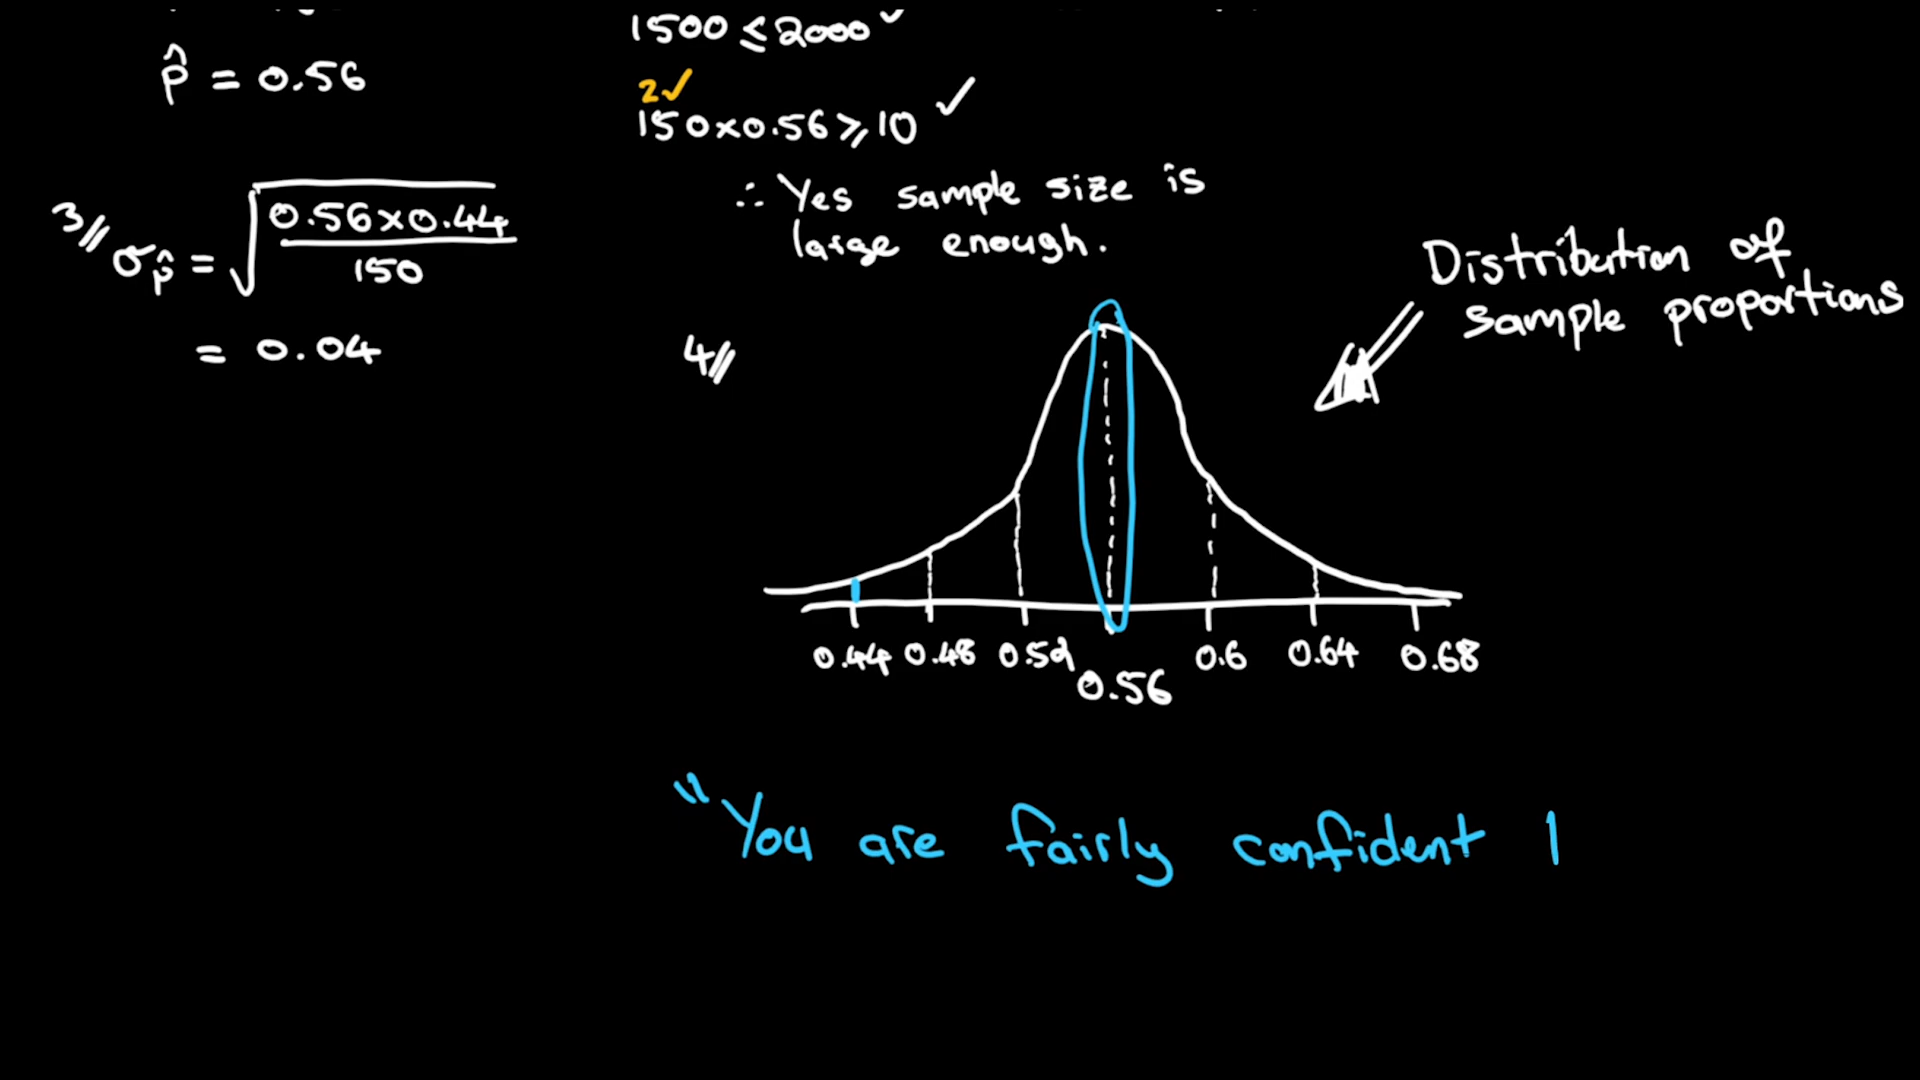 p̂ = 0.56
3// σp̂ = √(0.56×0.44 / 150)
= 0.04
1500 ≤ 2000 ✓
2✓
150×0.56 ⩾ 10 ✓
∴ Yes sample size is
large enough.
Distribution of
sample proportions
4//
0.44 0.48 0.52 0.56 0.6 0.64 0.68
"You are fairly confident